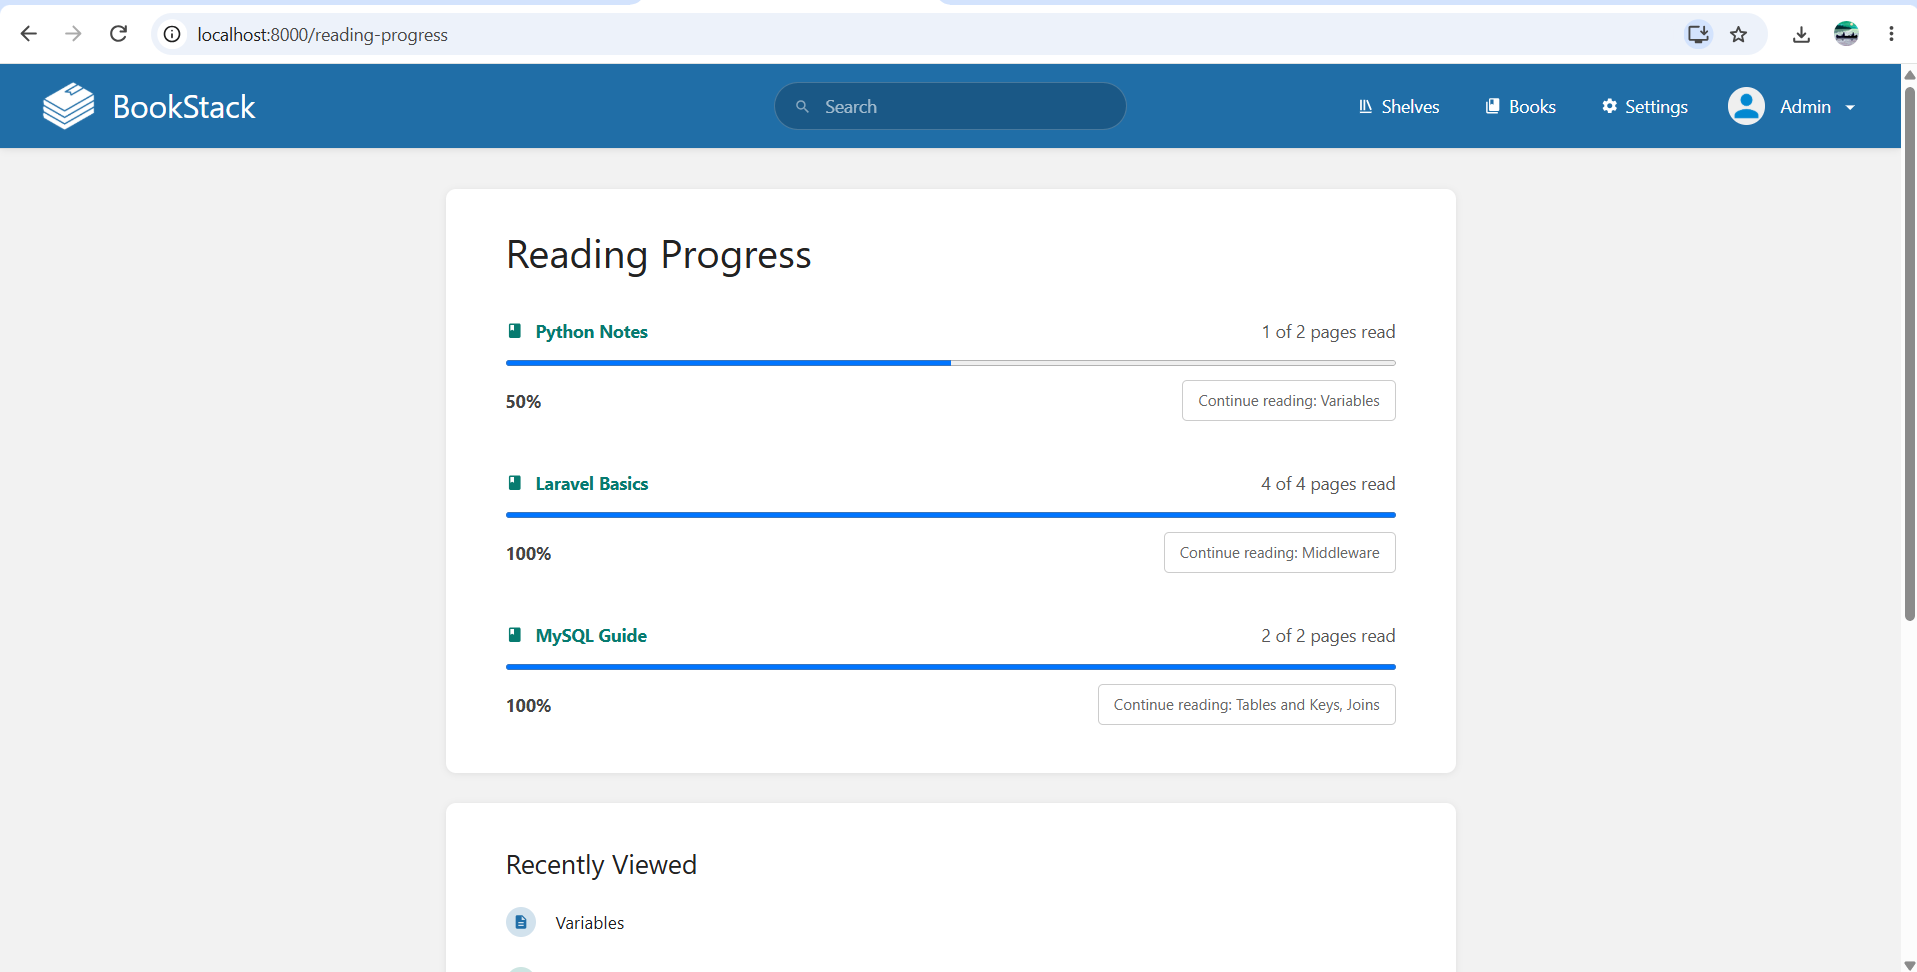 localhost:8000/reading-progress
BookStack
Search
Shelves
Books
Settings
Admin
Reading Progress
Python Notes
1 of 2 pages read
50%
Continue reading: Variables
Laravel Basics
4 of 4 pages read
100%
Continue reading: Middleware
MySQL Guide
2 of 2 pages read
100%
Continue reading: Tables and Keys, Joins
Recently Viewed
Variables